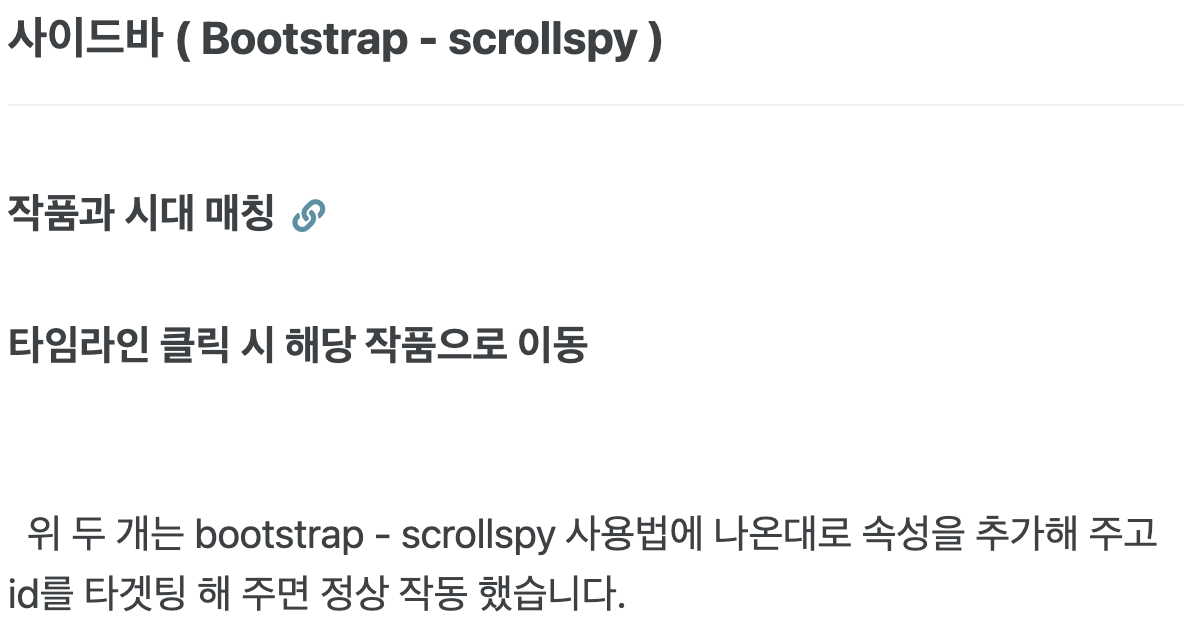 사이드바 ( Bootstrap - scrollspy )
작품과 시대 매칭
타임라인 클릭 시 해당 작품으로 이동
위 두 개는 bootstrap - scrollspy 사용법에 나온대로 속성을 추가해 주고
id를 타겟팅 해 주면 정상 작동 했습니다.